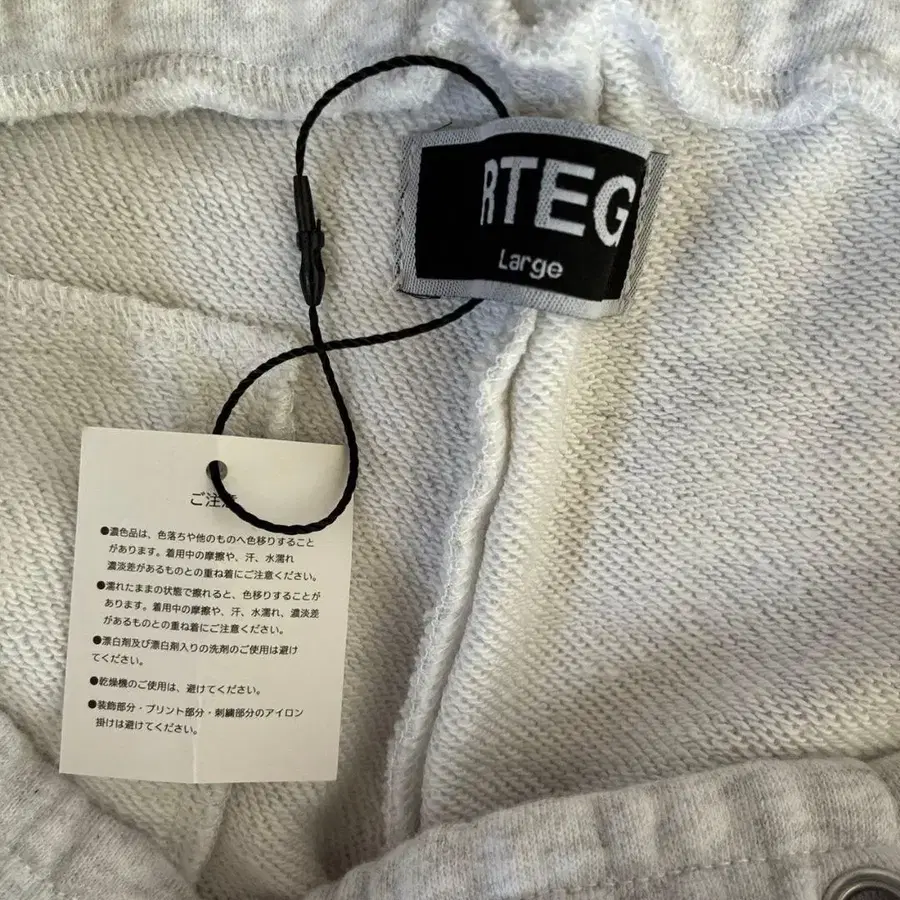 RTEG
Large
ご注意
●濃色品は、色落ちや他のものへ色移りすること
があります。着用中の摩擦や、汗、水濡れ
濃淡差があるものとの重ね着にご注意ください。
●濡れたままの状態で擦れると、色移りすることが
あります。着用中の摩擦や、汗、水濡れ、濃淡差
があるものとの重ね着にご注意ください。
●漂白剤及び漂白剤入りの洗剤のご使用は避け
てください。
●乾燥機のご使用は、避けてください。
●装飾部分・プリント部分・刺繍部分のアイロン
掛けは避けてください。